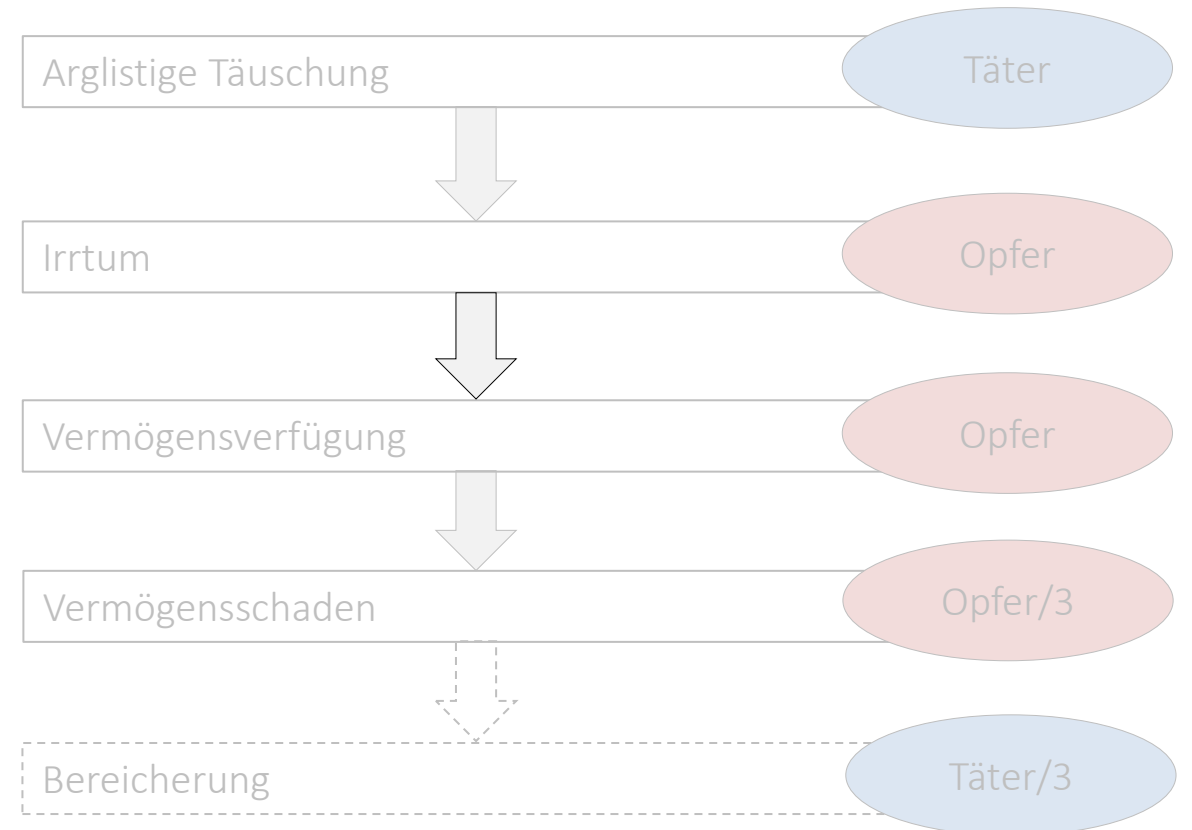 Arglistige Täuschung
Täter
Irrtum
Opfer
Vermögensverfügung
Opfer
Vermögensschaden
Opfer/3
Bereicherung
Täter/3